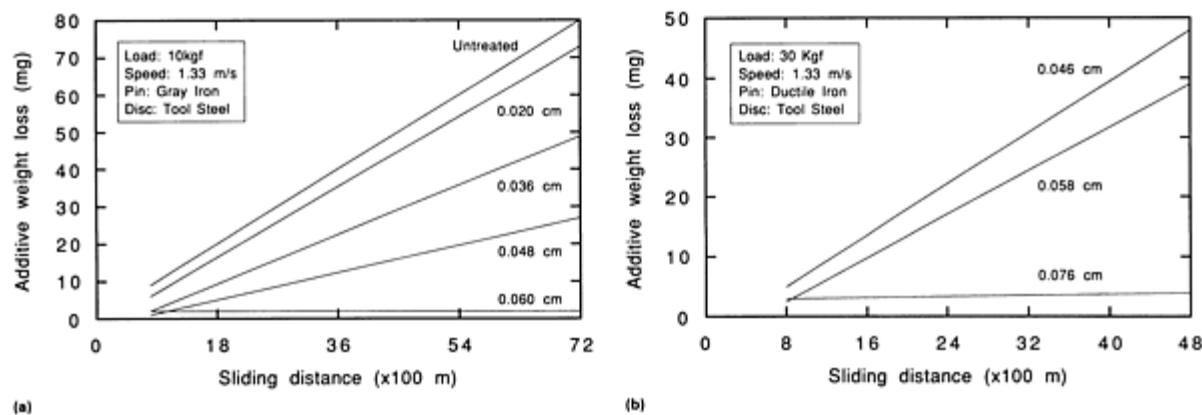 80
70
60
50
40
30
20
10
0
Additive weight loss (mg)
Load: 10kgf
Speed: 1.33 m/s
Pin: Gray Iron
Disc: Tool Steel
Untreated
0.020 cm
0.036 cm
0.048 cm
0.060 cm
0 18 36 54 72
Sliding distance (x100 m)
(a)
50
40
30
20
10
0
Additive weight loss (mg)
Load: 30 Kgf
Speed: 1.33 m/s
Pin: Ductile Iron
Disc: Tool Steel
0.046 cm
0.058 cm
0.076 cm
0 8 16 24 32 40 48
Sliding distance (x100 m)
(b)